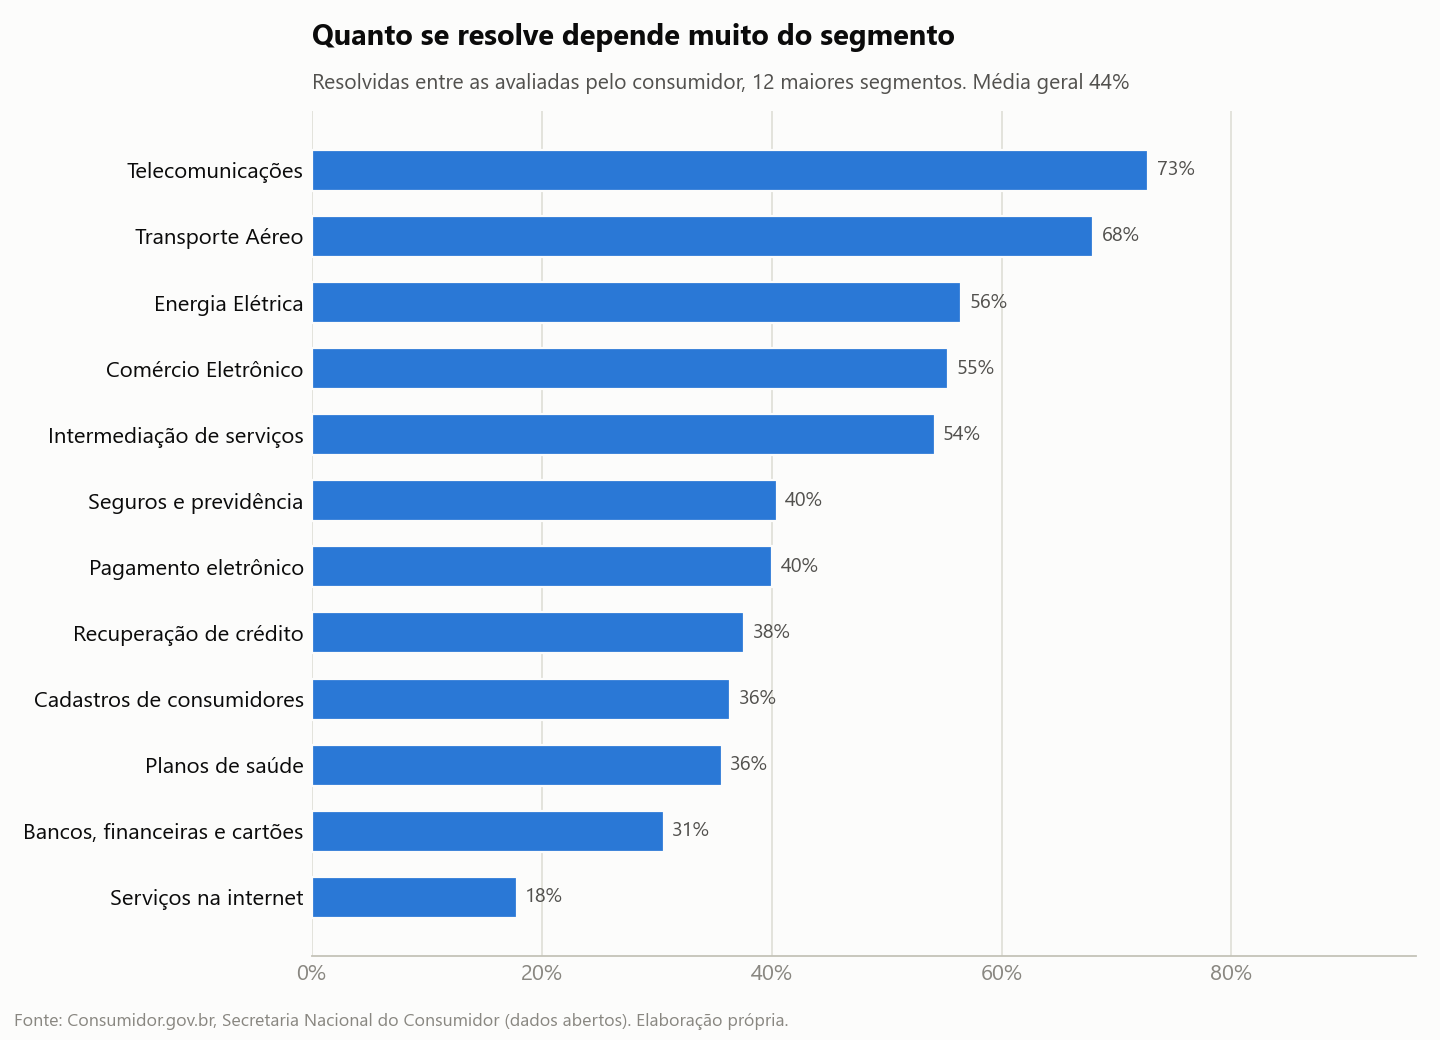 Quanto se resolve depende muito do segmento
Resolvidas entre as avaliadas pelo consumidor, 12 maiores segmentos. Média geral 44%
Telecomunicações 73%
Transporte Aéreo 68%
Energia Elétrica 56%
Comércio Eletrônico 55%
Intermediação de serviços 54%
Seguros e previdência 40%
Pagamento eletrônico 40%
Recuperação de crédito 38%
Cadastros de consumidores 36%
Planos de saúde 36%
Bancos, financeiras e cartões 31%
Serviços na internet 18%
0% 20% 40% 60% 80%
Fonte: Consumidor.gov.br, Secretaria Nacional do Consumidor (dados abertos). Elaboração própria.